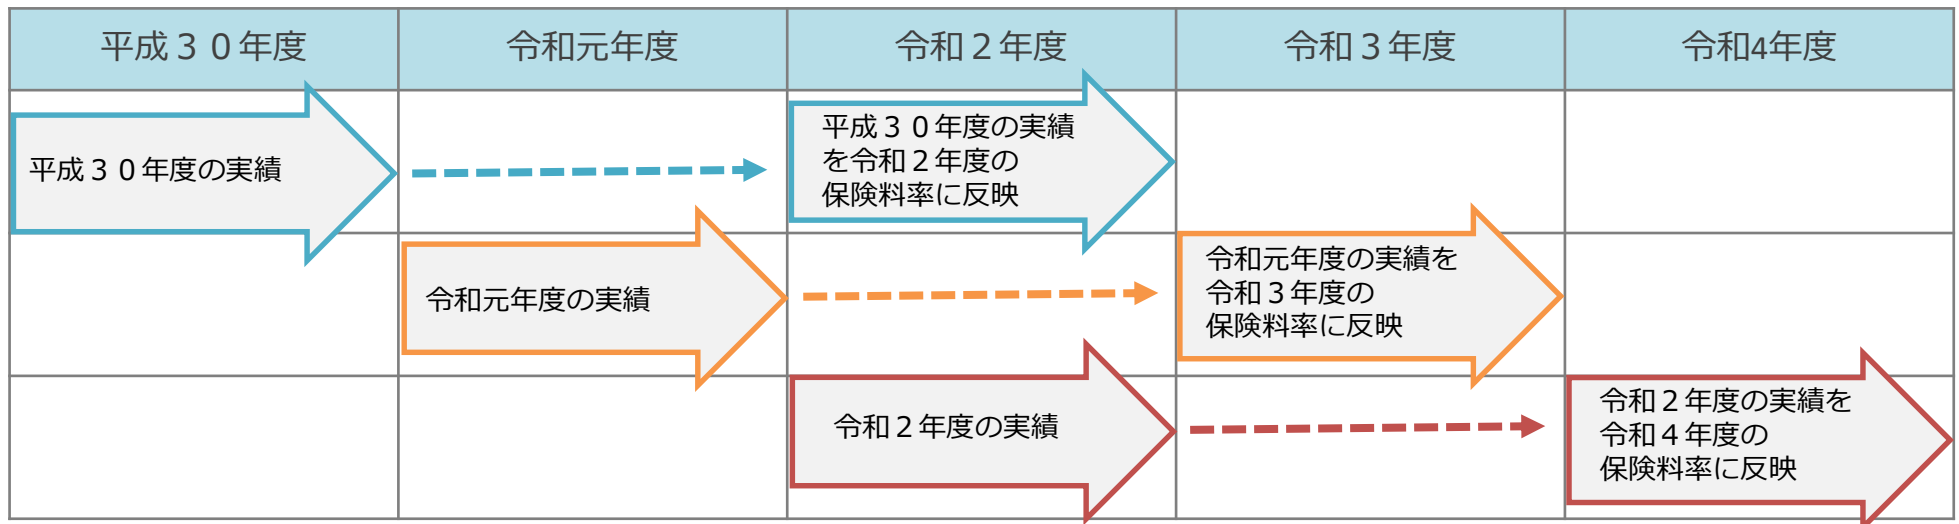 平成３０年度
令和元年度
令和２年度
令和３年度
令和4年度
平成３０年度の実績
平成３０年度の実績
を令和２年度の
保険料率に反映
令和元年度の実績
令和元年度の実績を
令和３年度の
保険料率に反映
令和２年度の実績
令和２年度の実績を
令和４年度の
保険料率に反映